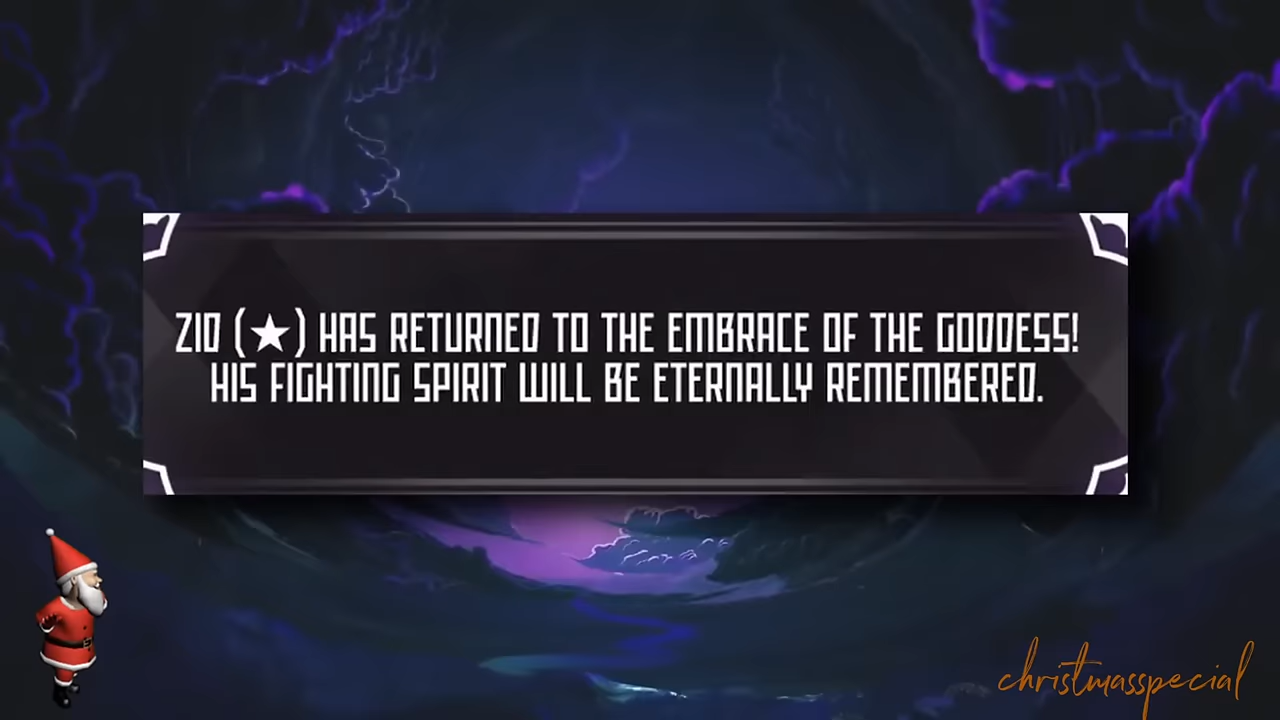 ZIO (★) HAS RETURNED TO THE EMBRACE OF THE GODDESS!
HIS FIGHTING SPIRIT WILL BE ETERNALLY REMEMBERED.
christmasspecial